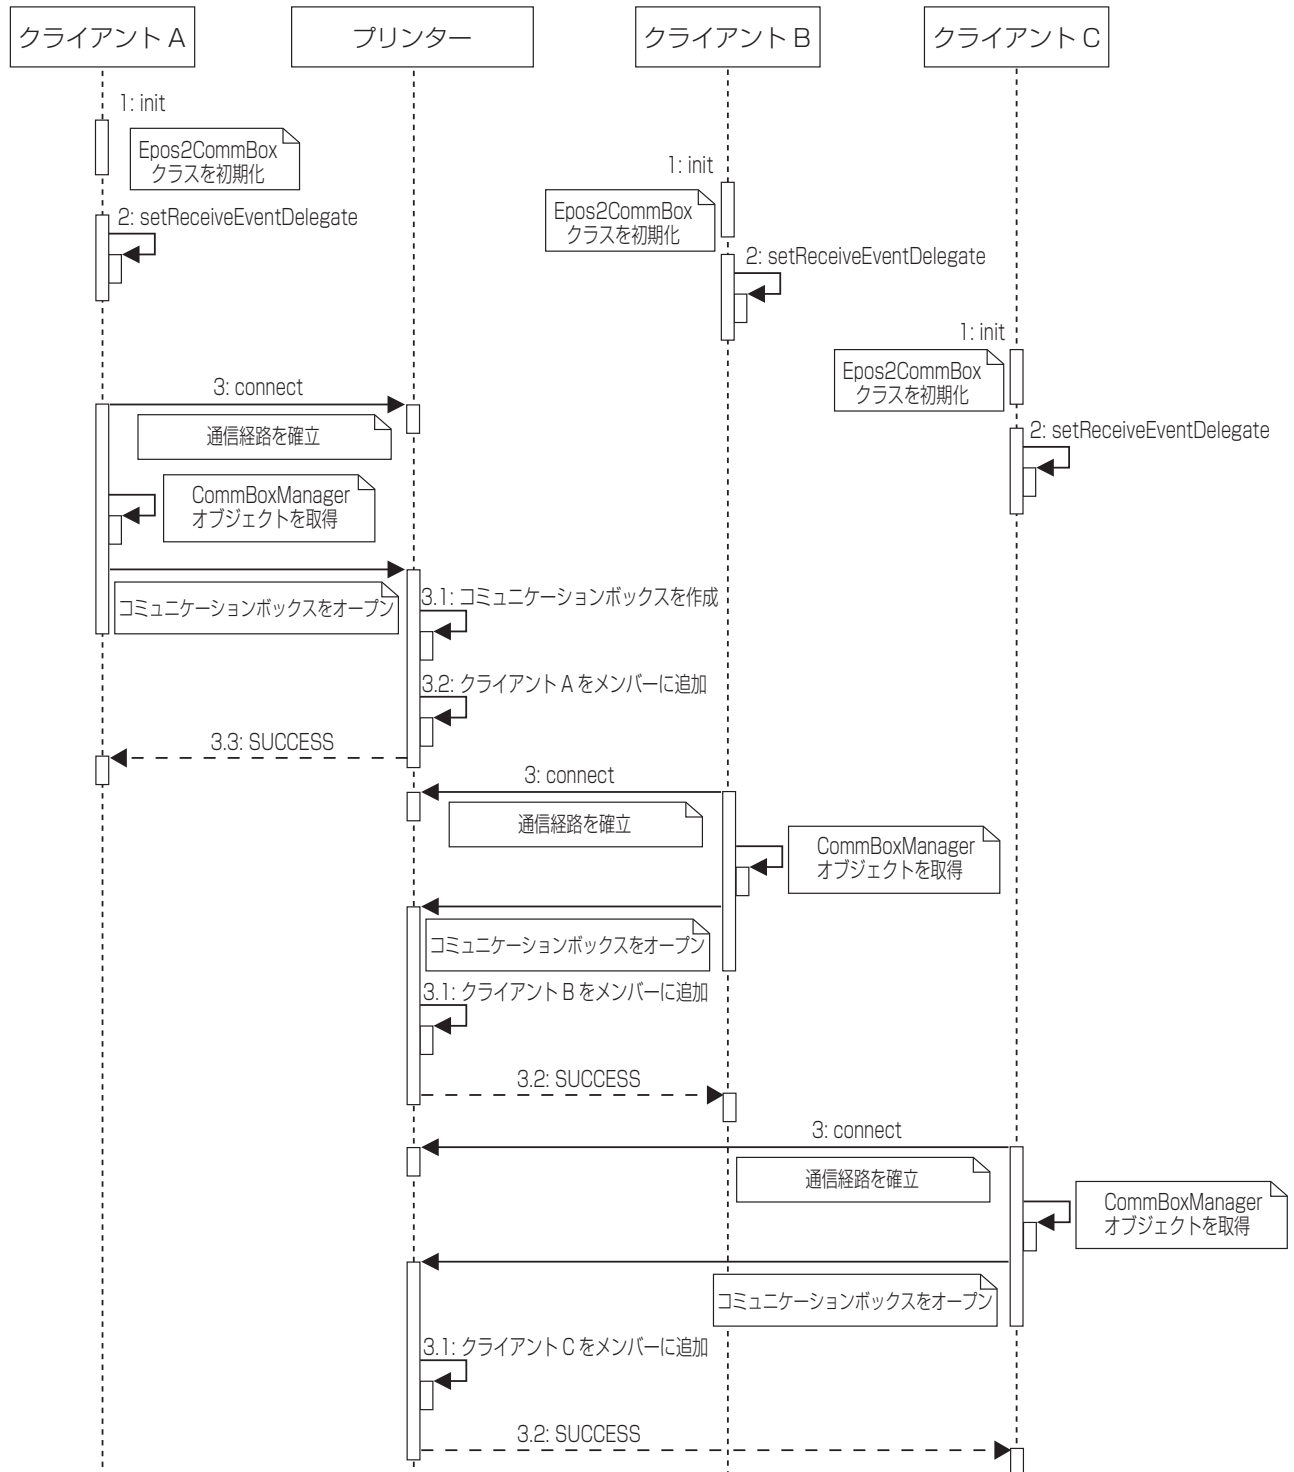 クライアント A
プリンター
クライアント B
クライアント C
1: init
Epos2CommBox
クラスを初期化
1: init
2: setReceiveEventDelegate
Epos2CommBox
クラスを初期化
2: setReceiveEventDelegate
1: init
Epos2CommBox
クラスを初期化
3: connect
通信経路を確立
2: setReceiveEventDelegate
CommBoxManager
オブジェクトを取得
コミュニケーションボックスをオープン
3.1: コミュニケーションボックスを作成
3.2: クライアント A をメンバーに追加
3.3: SUCCESS
3: connect
通信経路を確立
CommBoxManager
オブジェクトを取得
コミュニケーションボックスをオープン
3.1: クライアント B をメンバーに追加
3.2: SUCCESS
3: connect
通信経路を確立
CommBoxManager
オブジェクトを取得
コミュニケーションボックスをオープン
3.1: クライアント C をメンバーに追加
3.2: SUCCESS